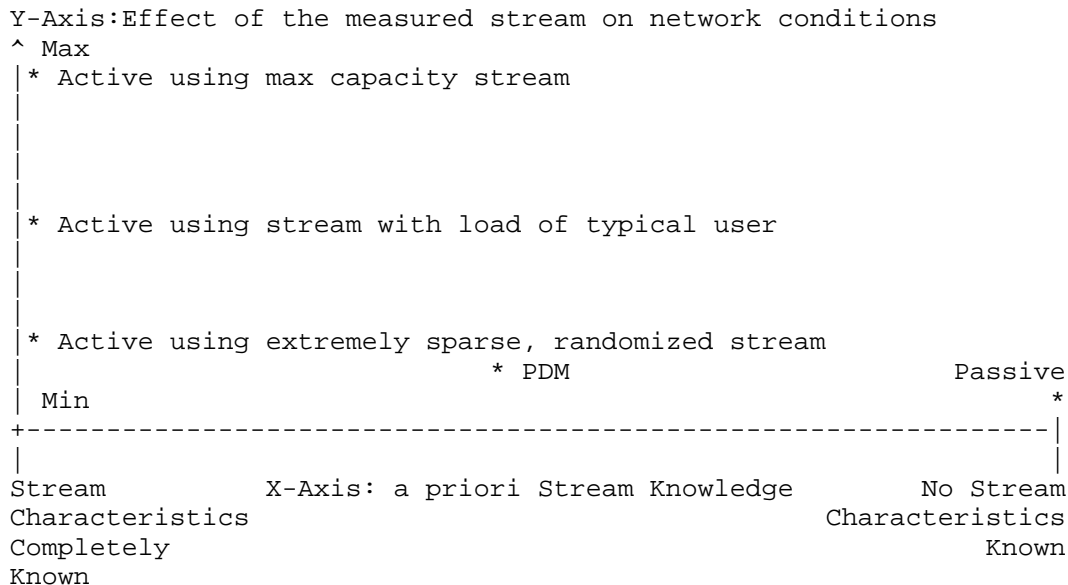 Y-Axis:Effect of the measured stream on network conditions
^ Max
|* Active using max capacity stream
|
|
|
|
|* Active using stream with load of typical user
|
|
|
|* Active using extremely sparse, randomized stream
| * PDM Passive
| Min *
+------------------------------------------------------------------|
| |
Stream X-Axis: a priori Stream Knowledge No Stream
Characteristics Characteristics
Completely Known
Known